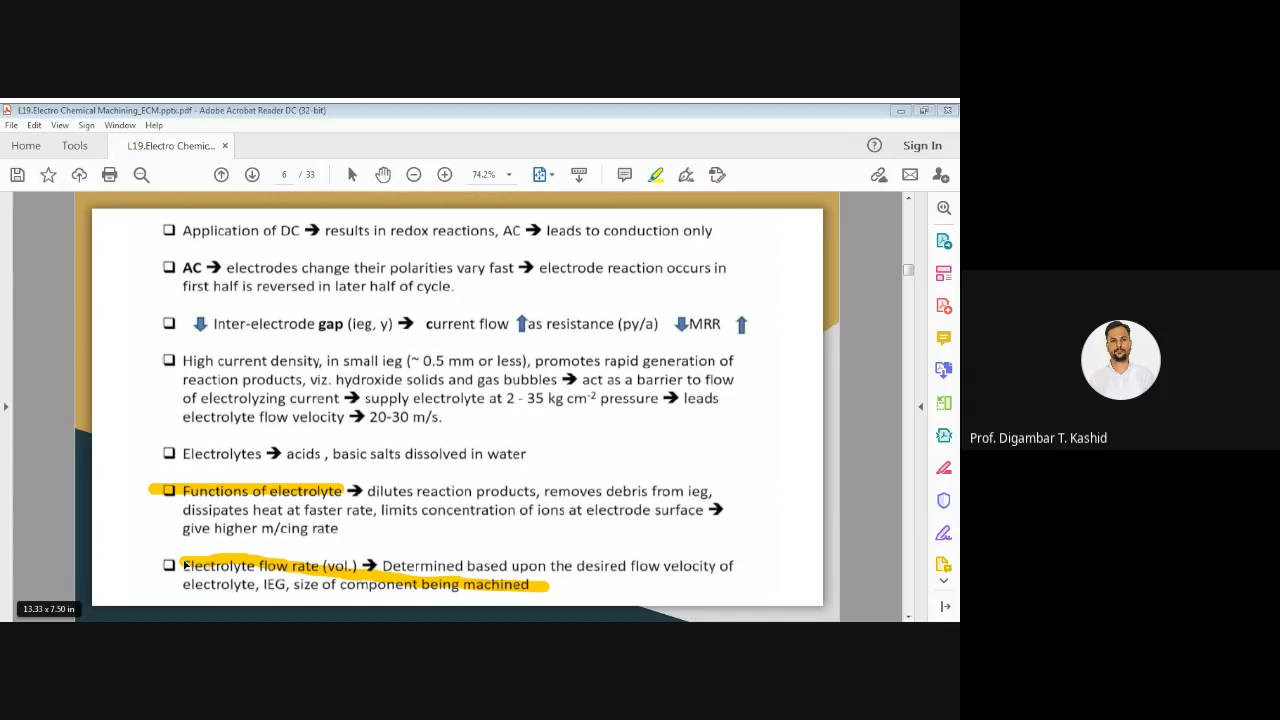 L19.Electro Chemical Machining_ECM.pptx.pdf - Adobe Acrobat Reader DC (32-bit)
File Edit View Sign Window Help
Home Tools L19.Electro Chemic... × Sign In
6 / 33 74.2%
Application of DC ➔ results in redox reactions, AC ➔ leads to conduction only
AC ➔ electrodes change their polarities vary fast ➔ electrode reaction occurs in
first half is reversed in later half of cycle.
⬇ Inter-electrode gap (ieg, y) ➔ current flow ⬆as resistance (ρy/a) ⬇MRR ⬆
High current density, in small ieg (~ 0.5 mm or less), promotes rapid generation of
reaction products, viz. hydroxide solids and gas bubbles ➔ act as a barrier to flow
of electrolyzing current ➔ supply electrolyte at 2 - 35 kg cm⁻² pressure ➔ leads
electrolyte flow velocity ➔ 20-30 m/s.
Electrolytes ➔ acids , basic salts dissolved in water
Functions of electrolyte ➔ dilutes reaction products, removes debris from ieg,
dissipates heat at faster rate, limits concentration of ions at electrode surface ➔
give higher m/cing rate
Electrolyte flow rate (vol.) ➔ Determined based upon the desired flow velocity of
electrolyte, IEG, size of component being machined
13.33 x 7.50 in
Prof. Digambar T. Kashid